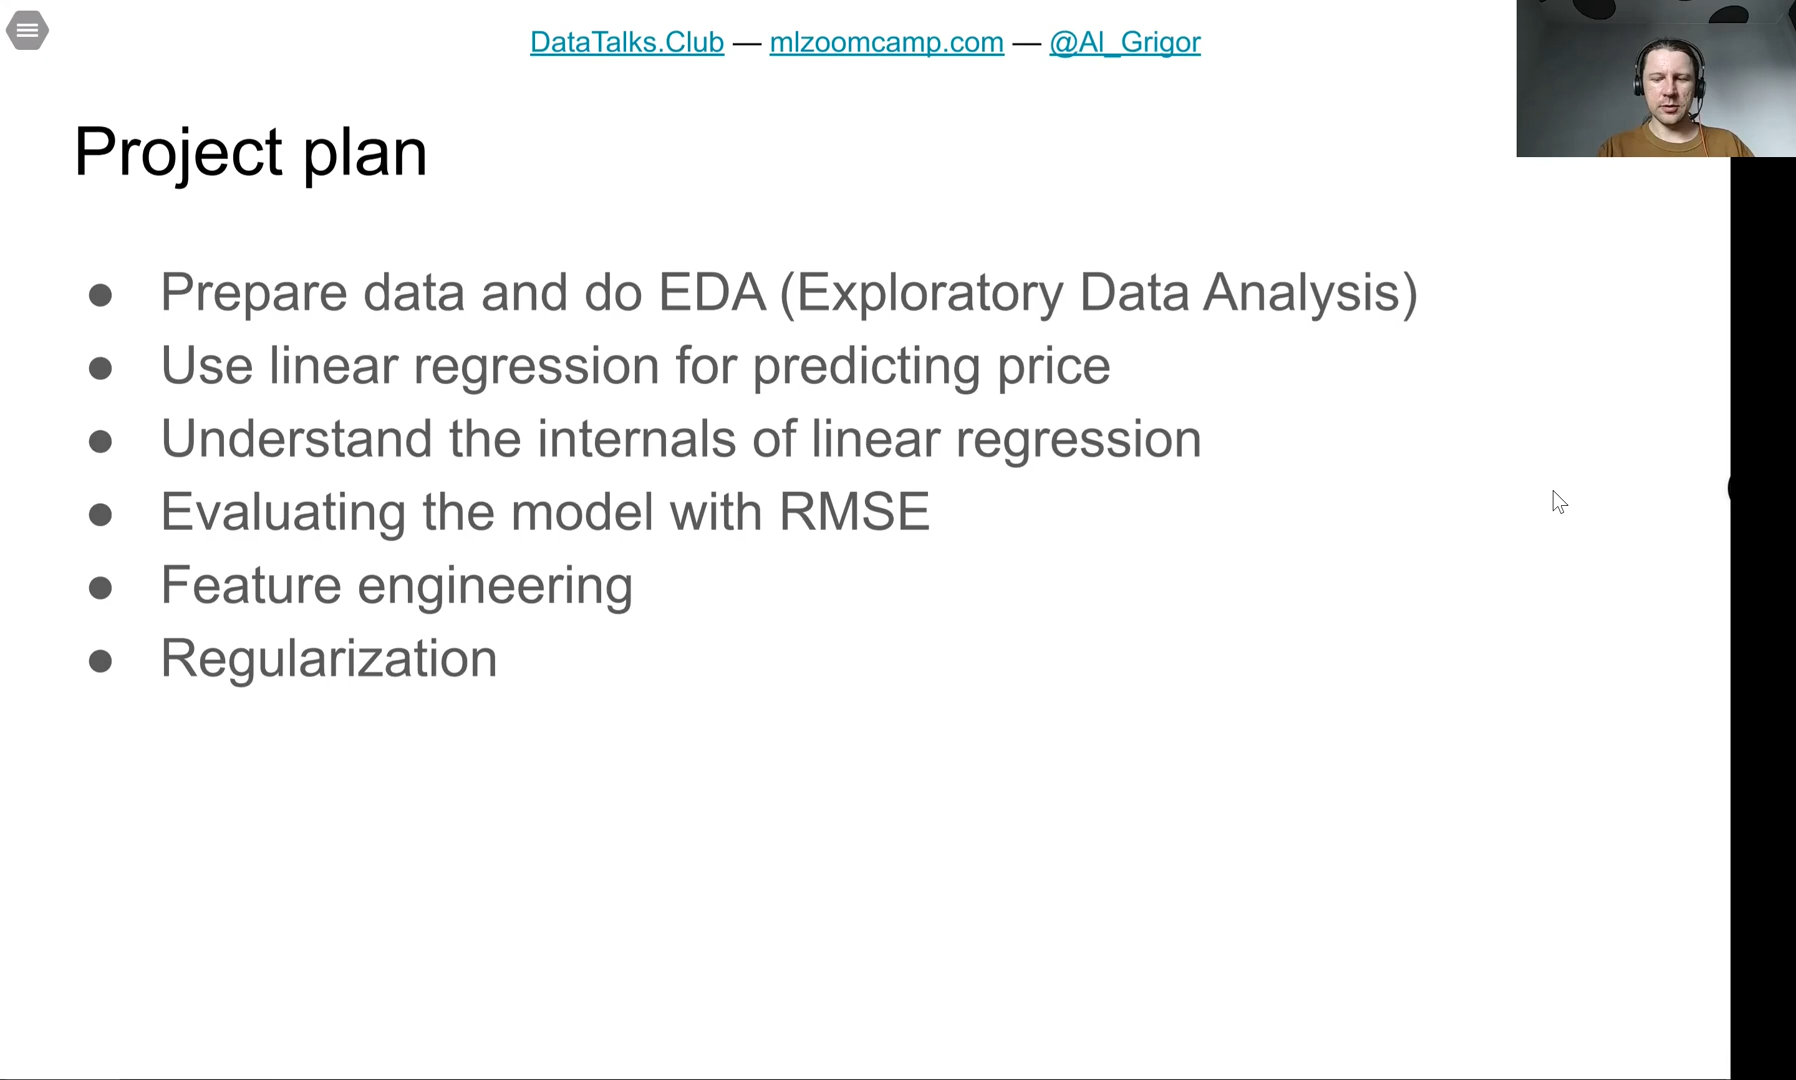 DataTalks.Club — mlzoomcamp.com — @Al_Grigor
Project plan
● Prepare data and do EDA (Exploratory Data Analysis)
● Use linear regression for predicting price
● Understand the internals of linear regression
● Evaluating the model with RMSE
● Feature engineering
● Regularization